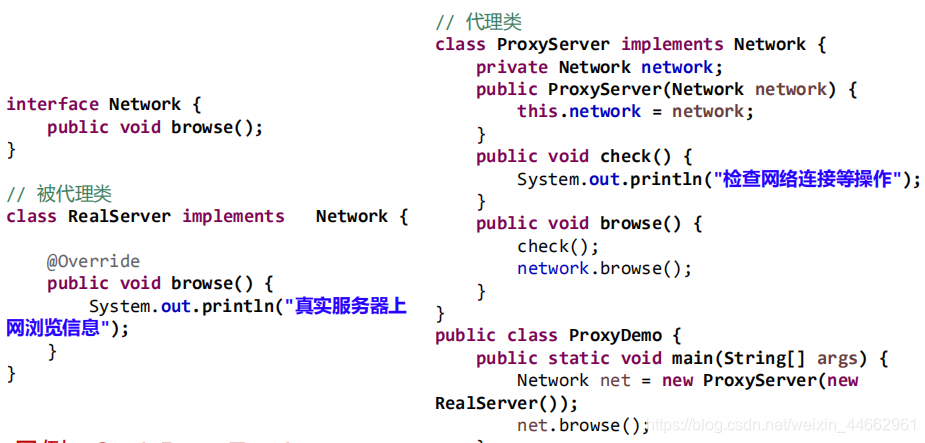 interface Network {
public void browse();
}
// 被代理类
class RealServer implements Network {
@Override
public void browse() {
System.out.println("真实服务器上
网浏览信息");
}
}
// 代理类
class ProxyServer implements Network {
private Network network;
public ProxyServer(Network network) {
this.network = network;
}
public void check() {
System.out.println("检查网络连接等操作");
}
public void browse() {
check();
network.browse();
}
}
public class ProxyDemo {
public static void main(String[] args) {
Network net = new ProxyServer(new
RealServer());
net.browse();
https://blog.csdn.net/weixin_44662961